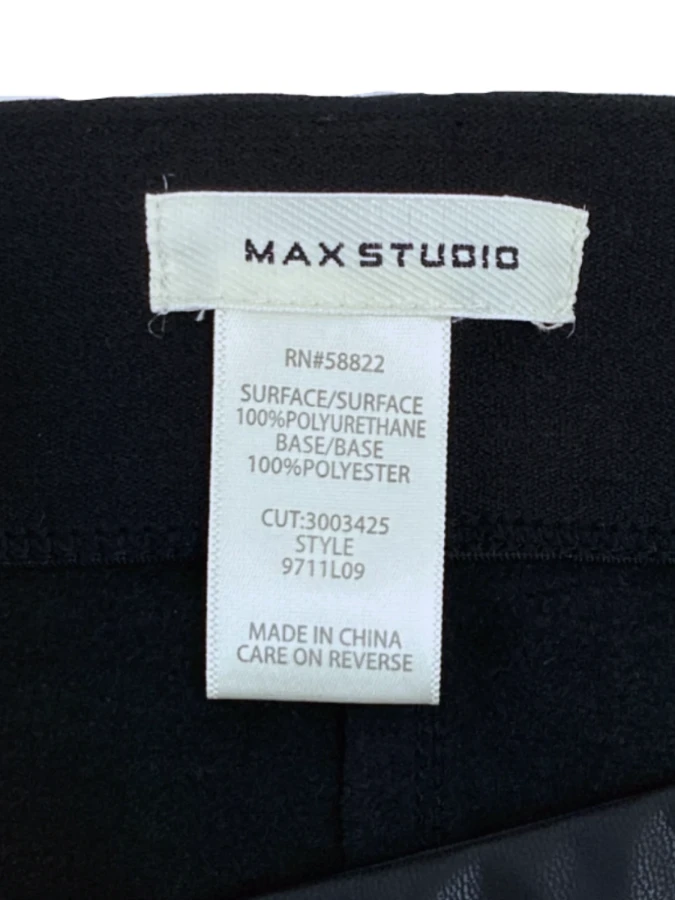 MAX STUDIO
RN#58822
SURFACE/SURFACE
100%POLYURETHANE
BASE/BASE
100%POLYESTER
CUT:3003425
STYLE
9711L09
MADE IN CHINA
CARE ON REVERSE